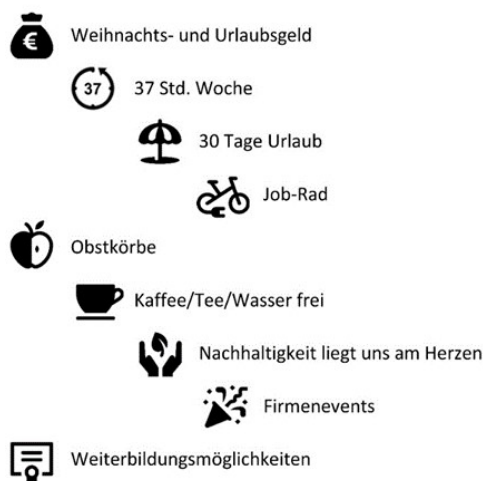 €
Weihnachts- und Urlaubsgeld
37
37 Std. Woche
30 Tage Urlaub
Job-Rad
Obstkörbe
Kaffee/Tee/Wasser frei
Nachhaltigkeit liegt uns am Herzen
Firmenevents
Weiterbildungsmöglichkeiten